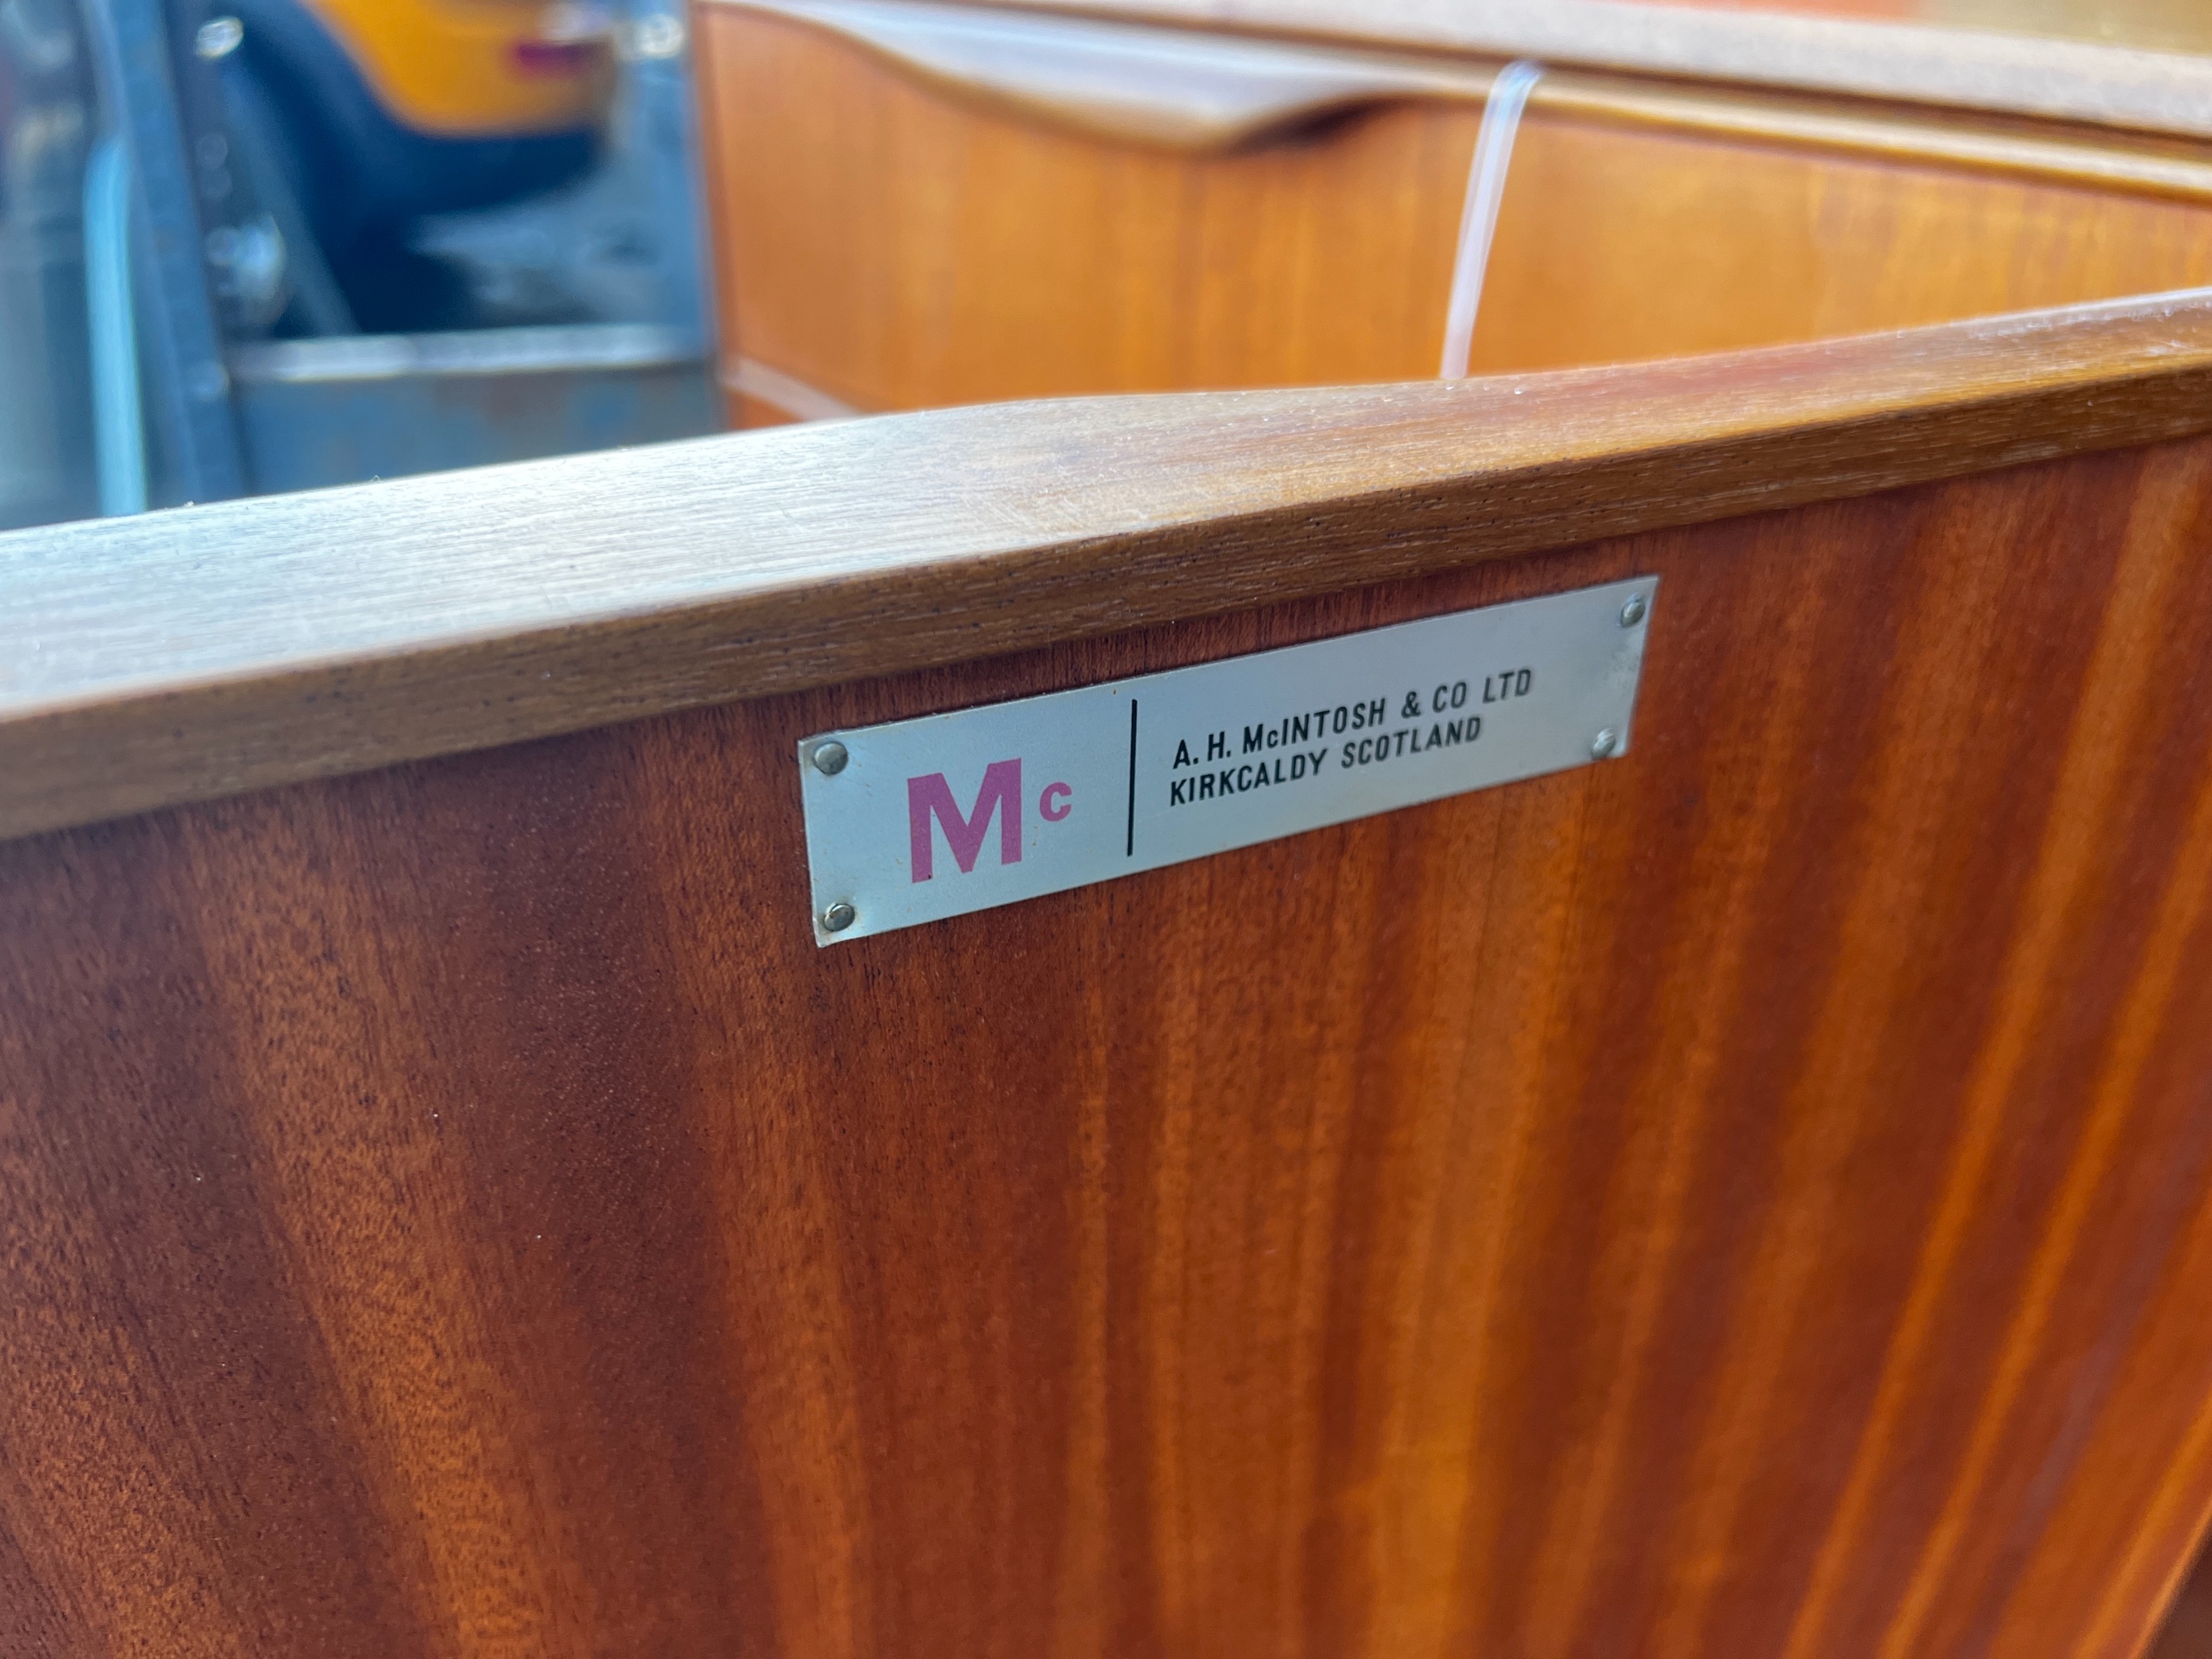 Mc
A. H. McINTOSH & CO LTD
KIRKCALDY SCOTLAND